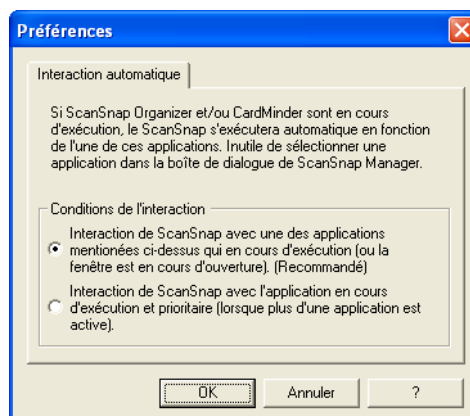 Préférences
Interaction automatique
Si ScanSnap Organizer et/ou CardMinder sont en cours
d'exécution, le ScanSnap s'exécutera automatiquement en fonction
de l'une de ces applications. Inutile de sélectionner une
application dans la boîte de dialogue de ScanSnap Manager.
Conditions de l'interaction
Interaction de ScanSnap avec une des applications
mentionées ci-dessus qui en cours d'exécution (ou la
fenêtre est en cours d'ouverture). (Recommandé)
Interaction de ScanSnap avec l'application en cours
d'exécution et prioritaire (lorsque plus d'une application est
active).
OK
Annuler
?